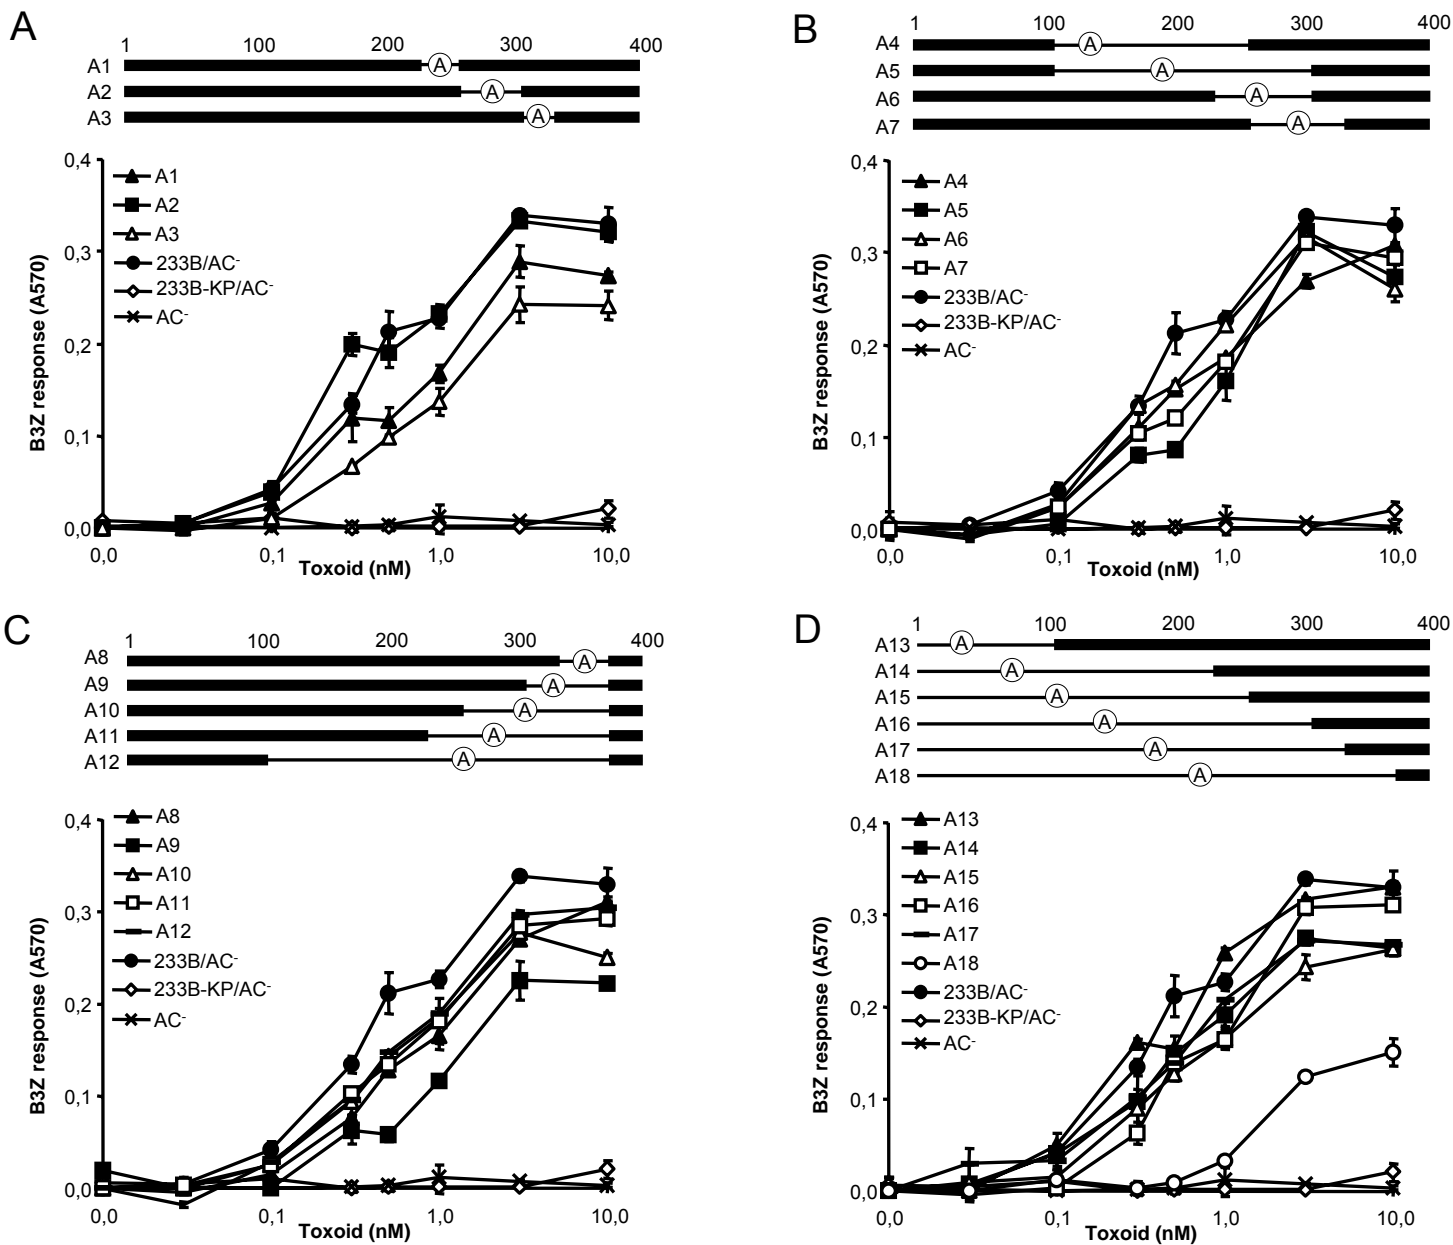 A
1 100 200 300 400
A1 A
A2 A
A3 A
0,4
0,3
0,2
0,1
0,0
B3Z response (A570)
A1
A2
A3
233B/AC-
233B-KP/AC-
AC-
0,0 0,1 1,0 10,0
Toxoid (nM)
B
1 100 200 300 400
A4 A
A5 A
A6 A
A7 A
0,4
0,3
0,2
0,1
0,0
B3Z response (A570)
A4
A5
A6
A7
233B/AC-
233B-KP/AC-
AC-
0,0 0,1 1,0 10,0
Toxoid (nM)
C
1 100 200 300 400
A8 A
A9 A
A10 A
A11 A
A12 A
0,4
0,3
0,2
0,1
0,0
B3Z response (A570)
A8
A9
A10
A11
A12
233B/AC-
233B-KP/AC-
AC-
0,0 0,1 1,0 10,0
Toxoid (nM)
D
1 100 200 300 400
A13 A
A14 A
A15 A
A16 A
A17 A
A18 A
0,4
0,3
0,2
0,1
0,0
B3Z response (A570)
A13
A14
A15
A16
A17
A18
233B/AC-
233B-KP/AC-
AC-
0,0 0,1 1,0 10,0
Toxoid (nM)